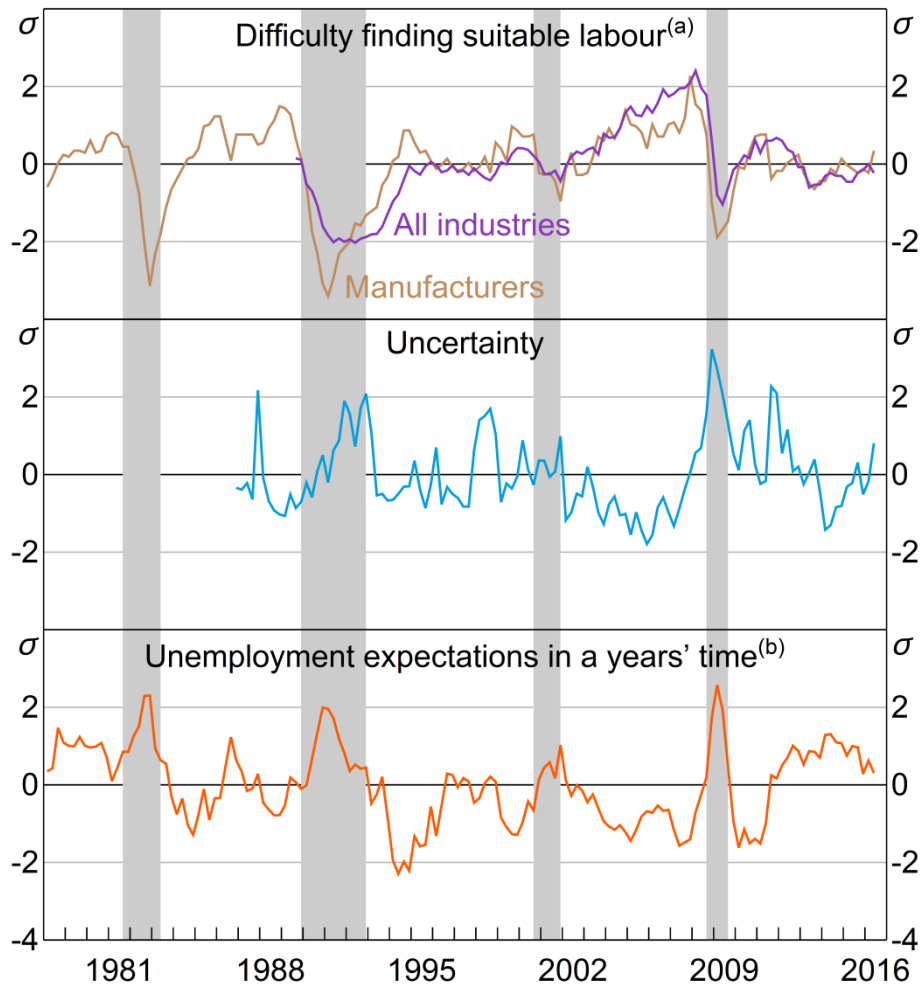 σ σ
Difficulty finding suitable labour(a)
2 2
0 0
All industries
-2 -2
Manufacturers
σ σ
Uncertainty
2 2
0 0
-2 -2
σ σ
Unemployment expectations in a years’ time(b)
2 2
0 0
-2 -2
-4 -4
1981 1988 1995 2002 2009 2016